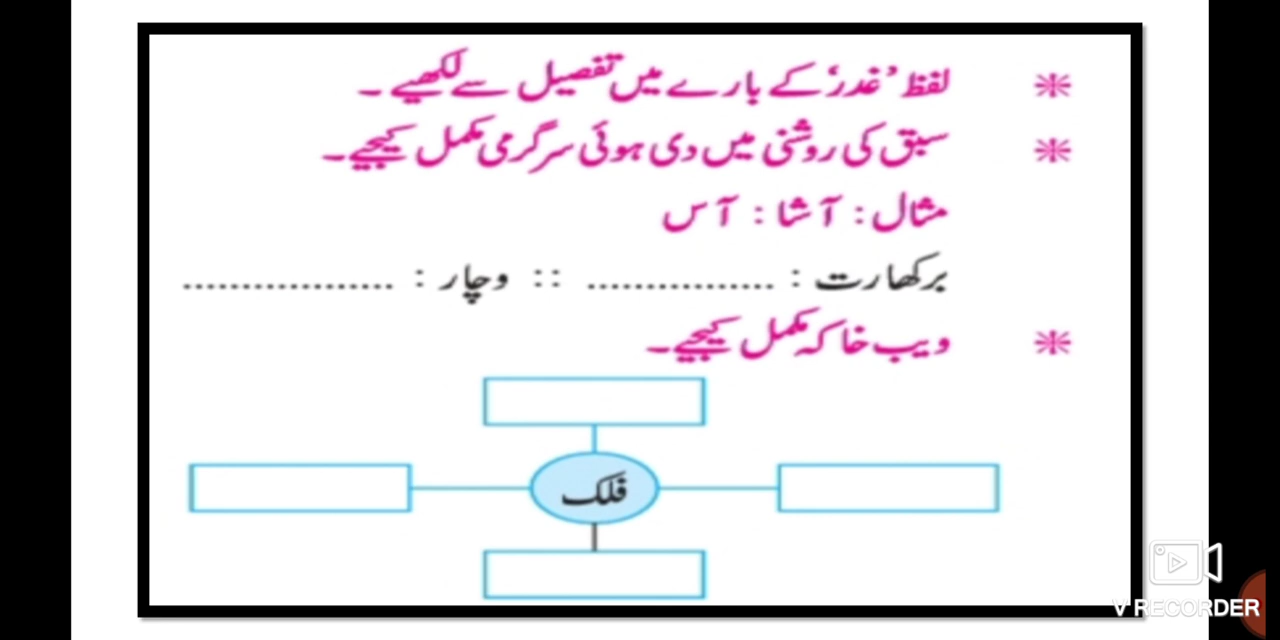 ✳ لفظ ’غدر‘ کے بارے میں تفصیل سے لکھیے ۔
✳ سبق کی روشنی میں دی ہوئی سرگرمی مکمل کیجیے ۔
مثال : آشا : آس
برکھارت : ................ :: وچار : ..................
✳ ویب خاکہ مکمل کیجیے ۔
فلک
V RECORDER